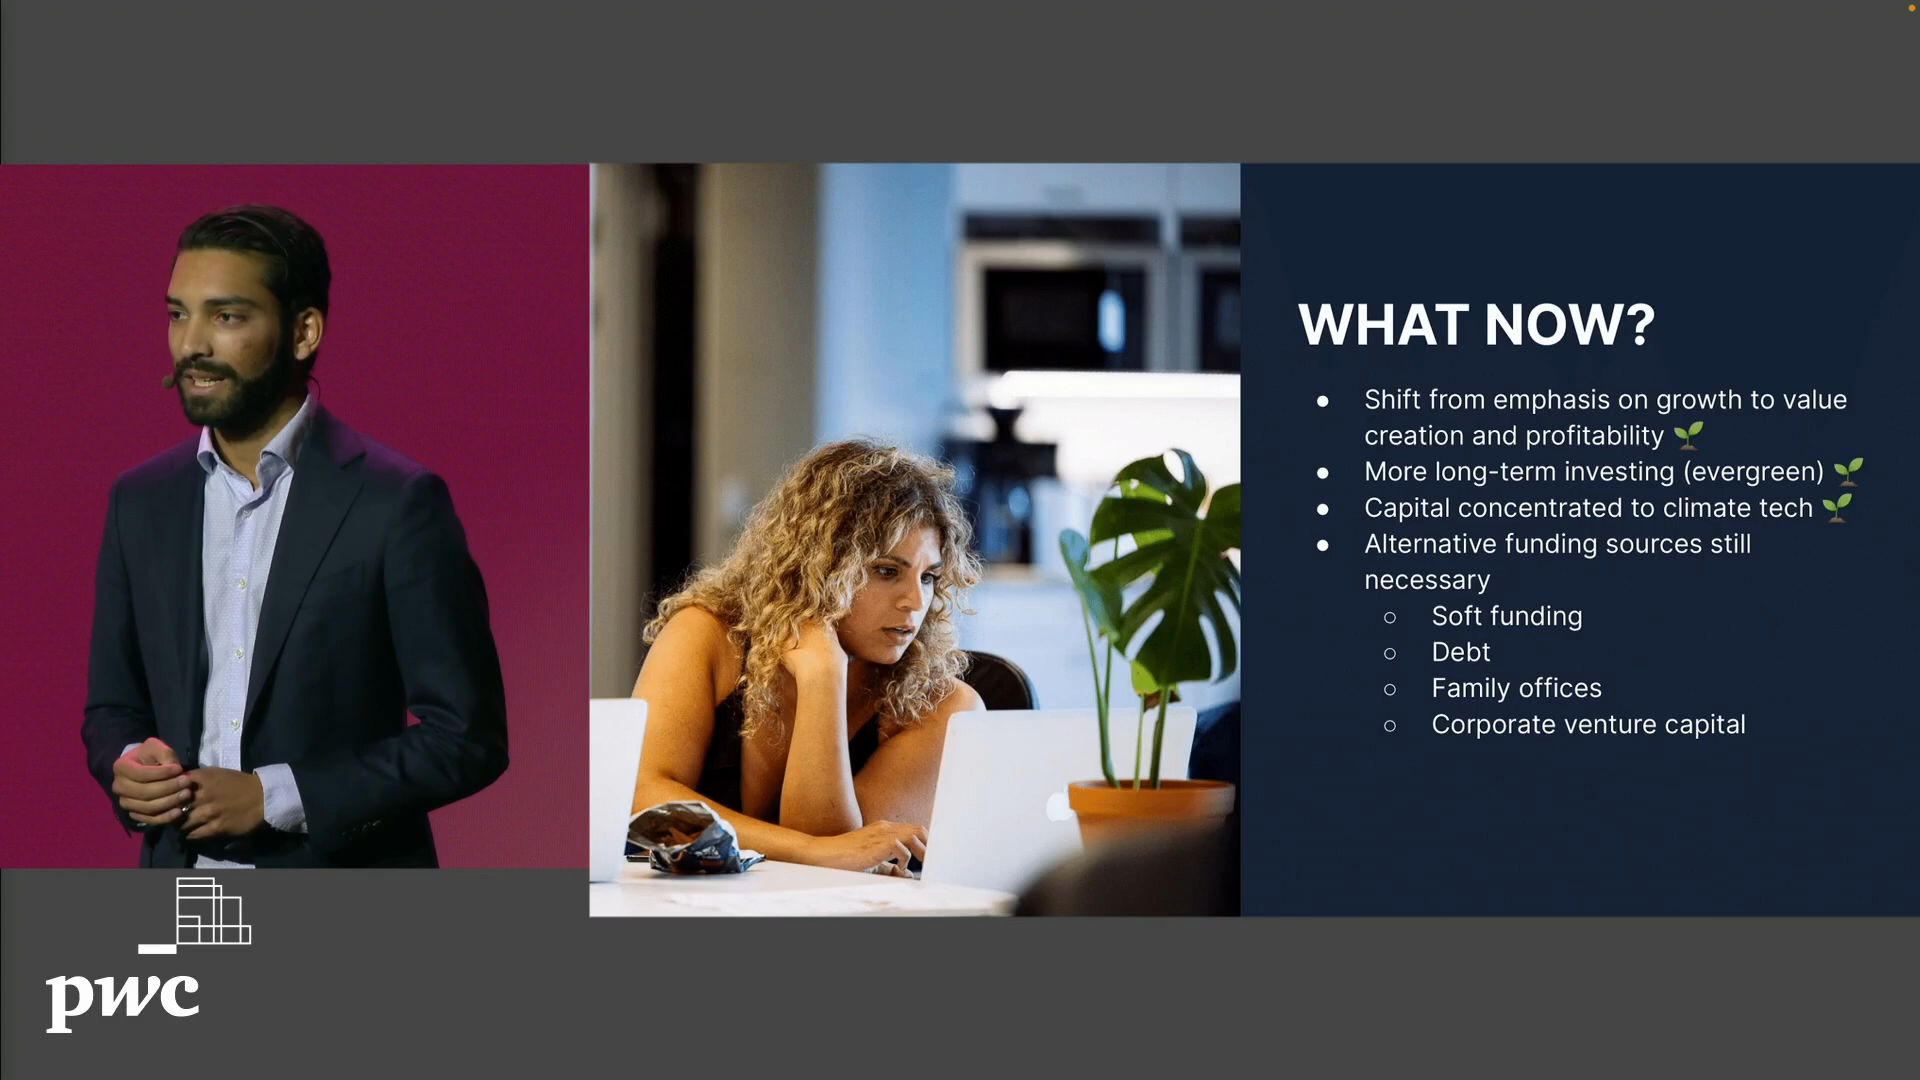 WHAT NOW?
● Shift from emphasis on growth to value
creation and profitability 🌱
● More long-term investing (evergreen) 🌱
● Capital concentrated to climate tech 🌱
● Alternative funding sources still
necessary
○ Soft funding
○ Debt
○ Family offices
○ Corporate venture capital
pwc